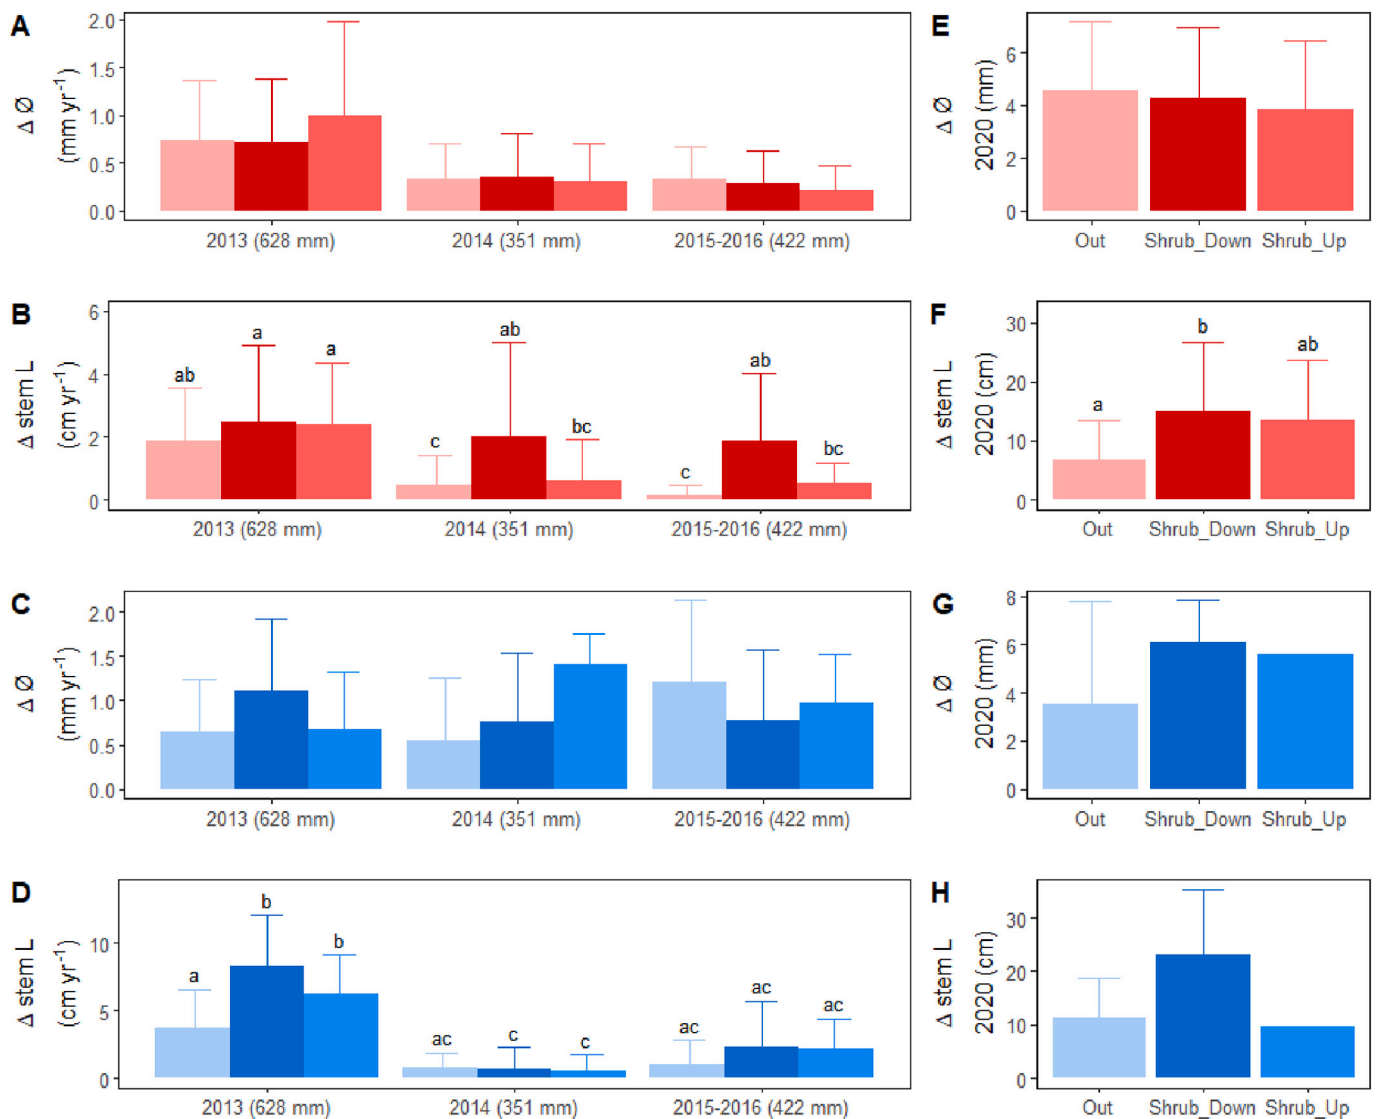 A
Δ Ø
(mm yr⁻¹)
2.0
1.5
1.0
0.5
0.0
2013 (628 mm)
2014 (351 mm)
2015-2016 (422 mm)
E
Δ Ø
2020 (mm)
6
4
2
0
Out
Shrub_Down
Shrub_Up
B
Δ stem L
(cm yr⁻¹)
6
4
2
0
ab
a
a
c
ab
bc
c
ab
bc
2013 (628 mm)
2014 (351 mm)
2015-2016 (422 mm)
F
Δ stem L
2020 (cm)
30
20
10
0
a
b
ab
Out
Shrub_Down
Shrub_Up
C
Δ Ø
(mm yr⁻¹)
2.0
1.5
1.0
0.5
0.0
2013 (628 mm)
2014 (351 mm)
2015-2016 (422 mm)
G
Δ Ø
2020 (mm)
8
6
4
2
0
Out
Shrub_Down
Shrub_Up
D
Δ stem L
(cm yr⁻¹)
10
5
0
a
b
b
ac
c
c
ac
ac
ac
2013 (628 mm)
2014 (351 mm)
2015-2016 (422 mm)
H
Δ stem L
2020 (cm)
30
20
10
0
Out
Shrub_Down
Shrub_Up